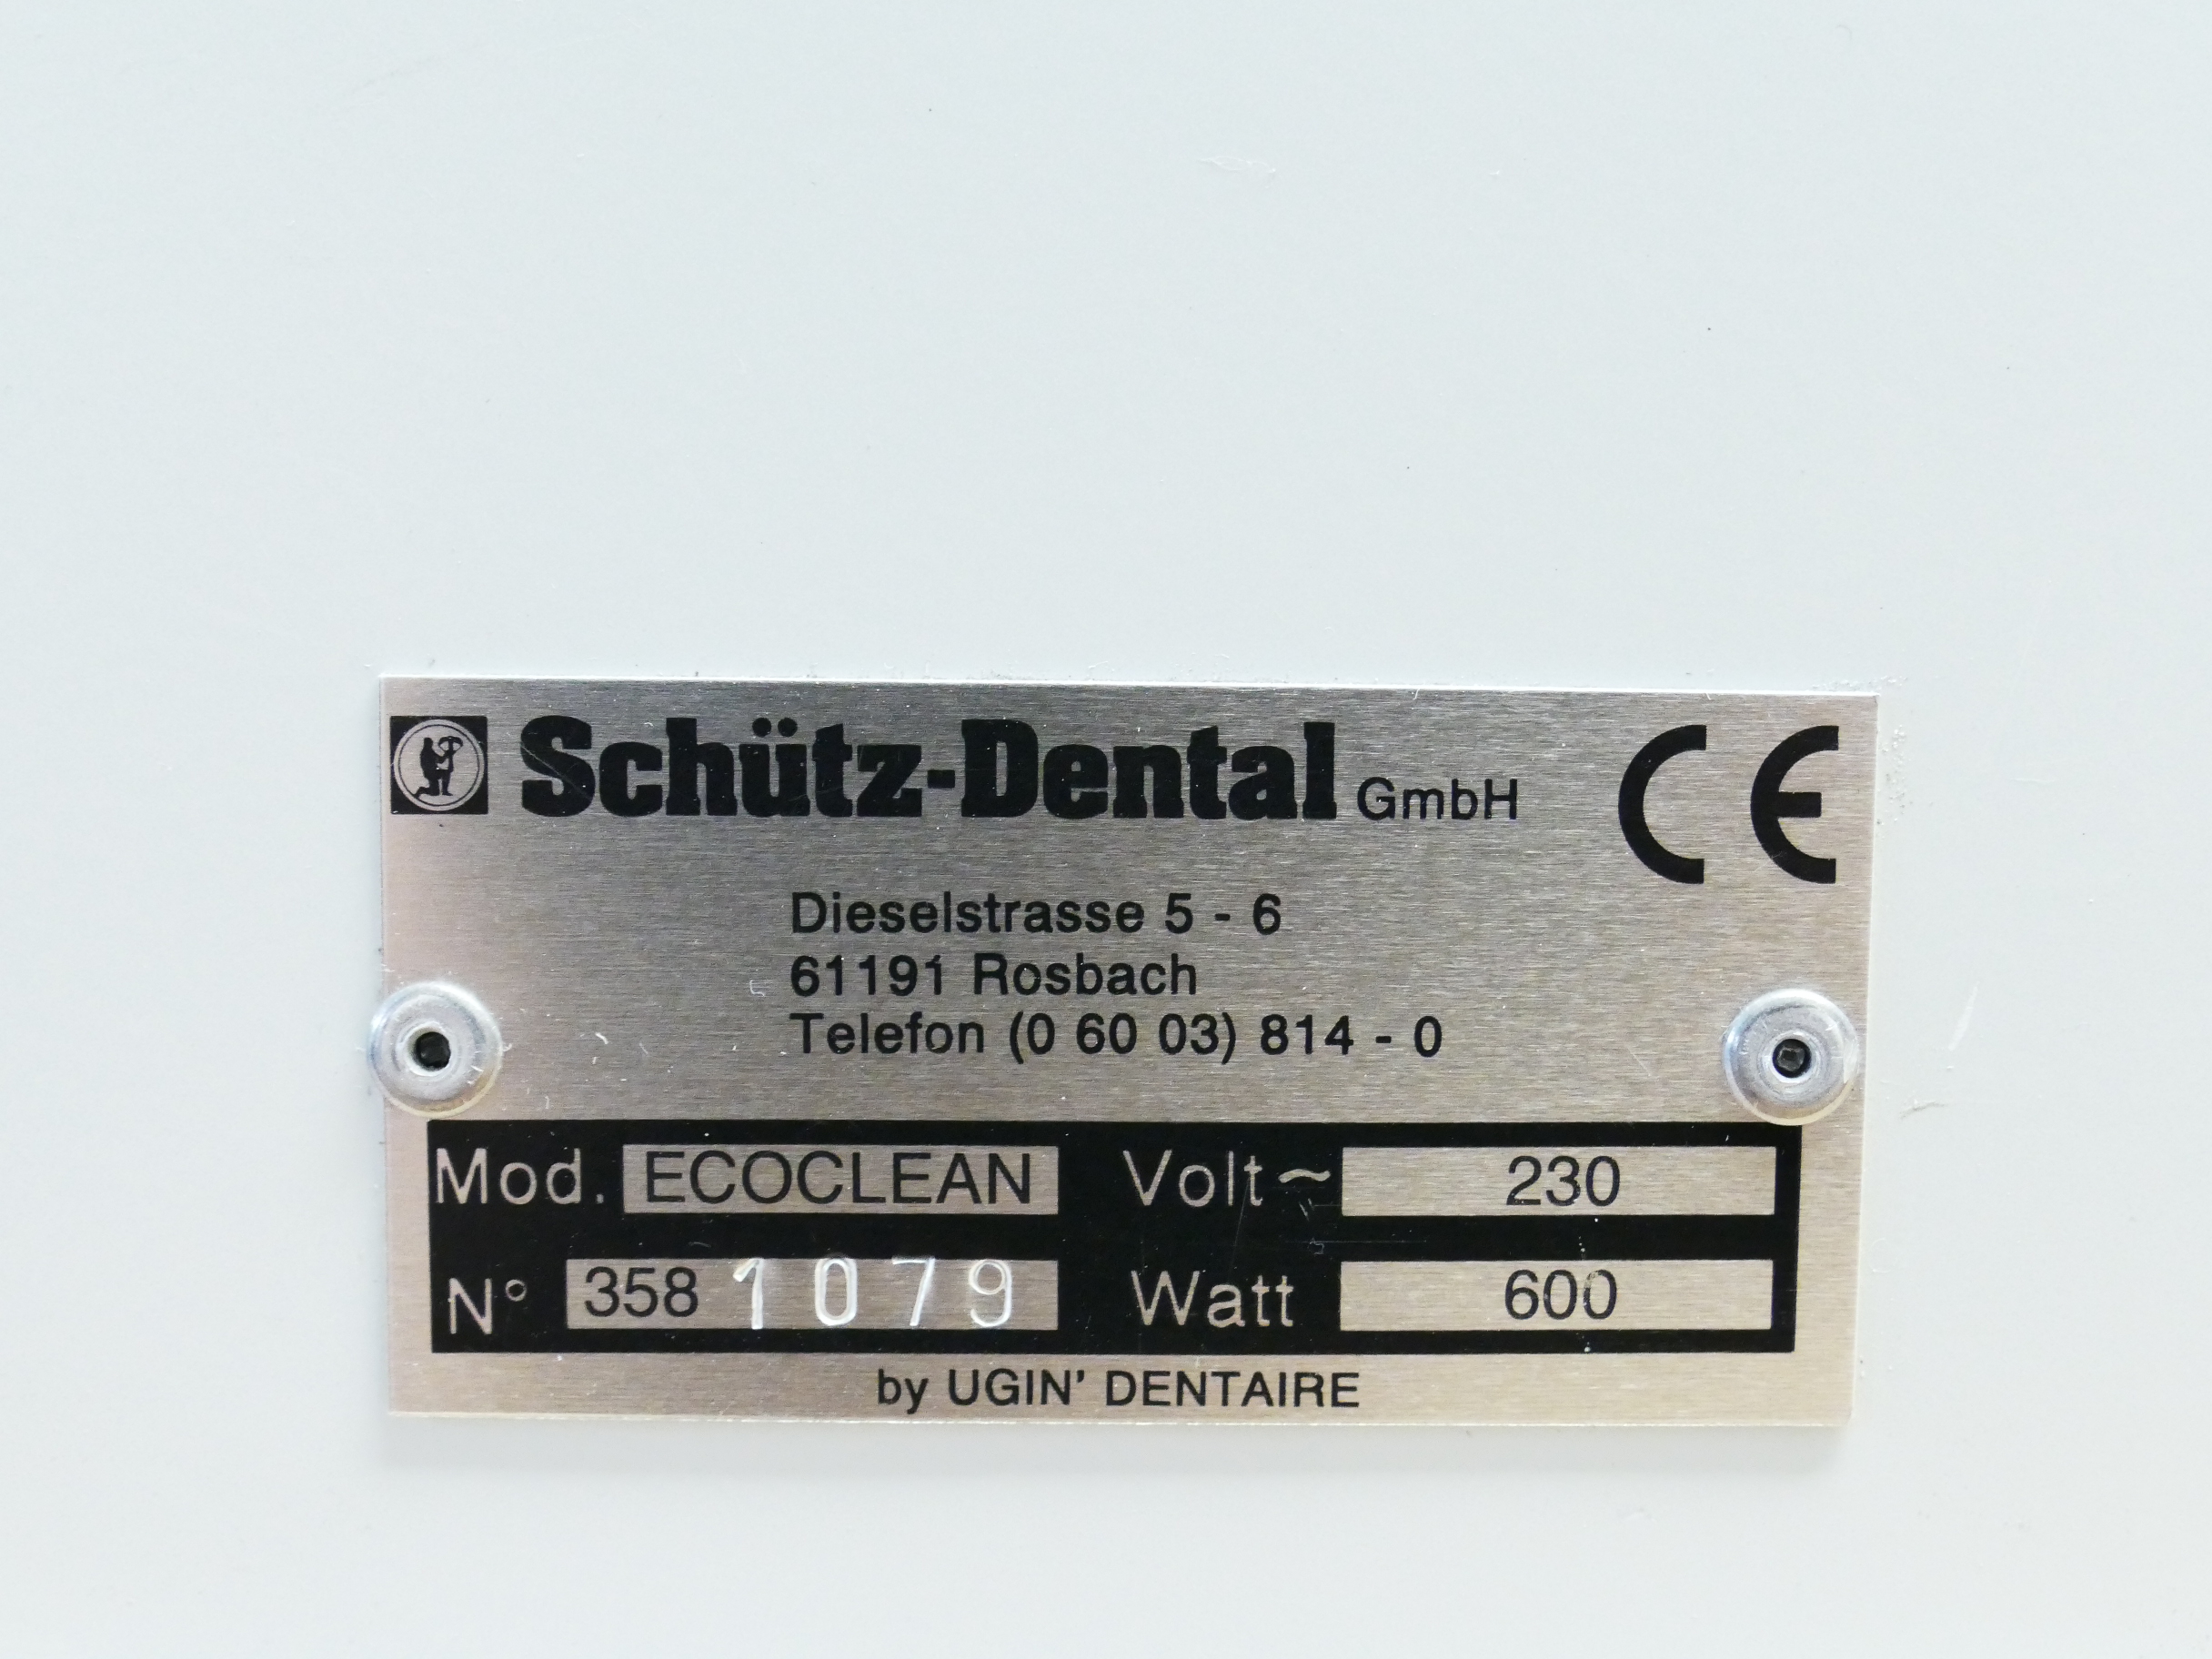 Schütz-Dental GmbH CE
Dieselstrasse 5 - 6
61191 Rosbach
Telefon (0 60 03) 814 - 0
Mod. ECOCLEAN Volt ~ 230
N° 358 1079 Watt 600
by UGIN' DENTAIRE